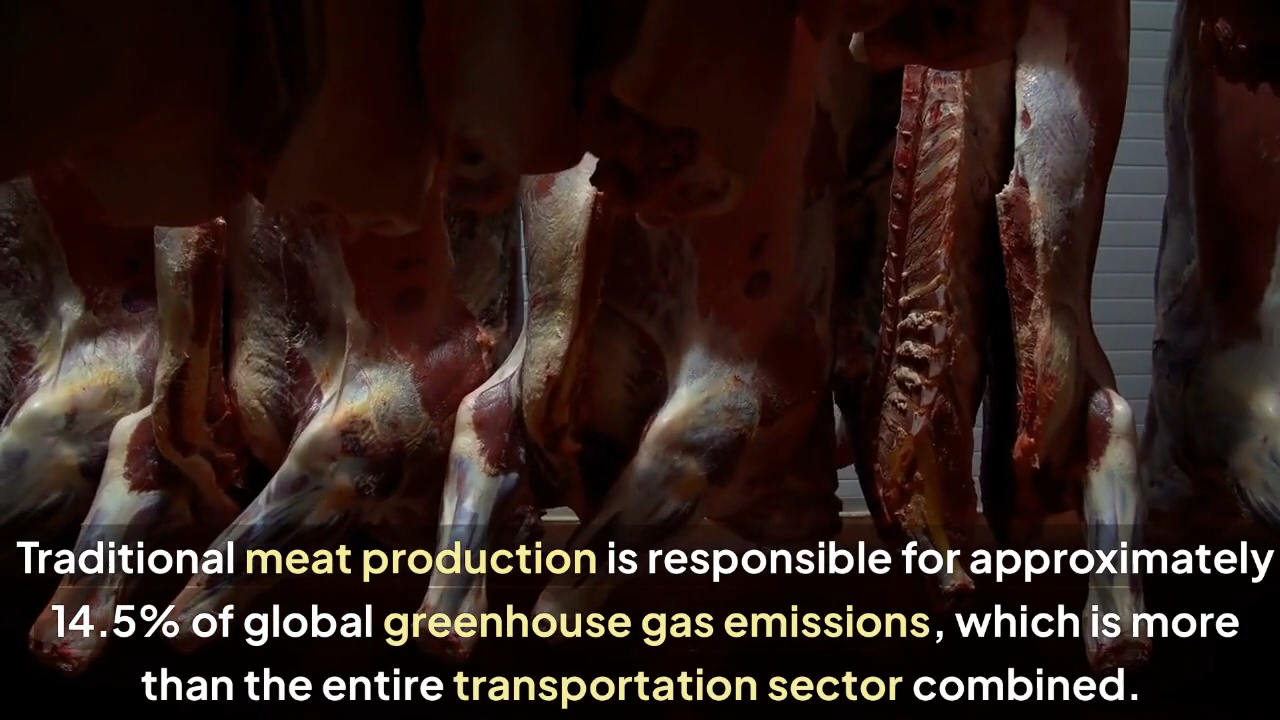 Traditional meat production is responsible for approximately
14.5% of global greenhouse gas emissions, which is more
than the entire transportation sector combined.